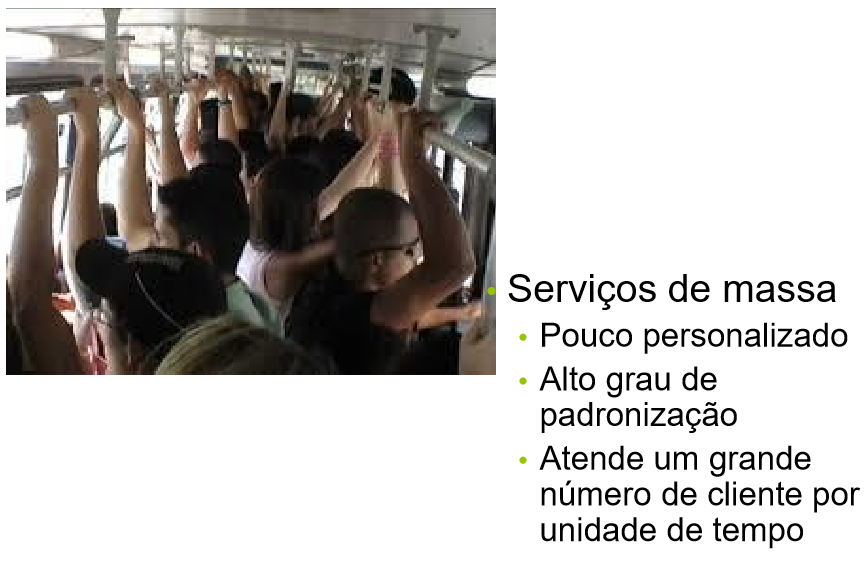 • Serviços de massa
• Pouco personalizado
• Alto grau de
padronização
• Atende um grande
número de cliente por
unidade de tempo